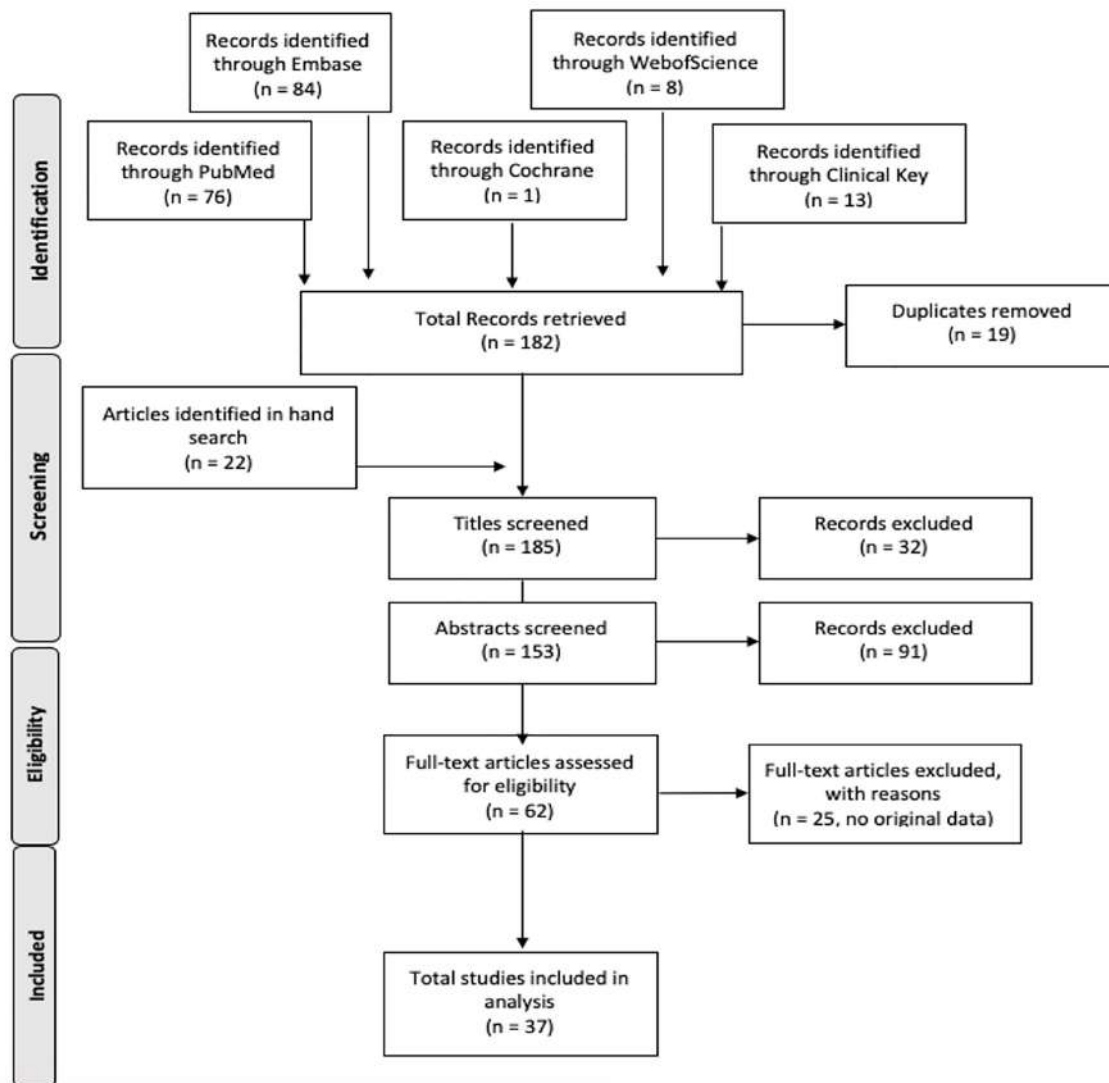 Records identified
through Embase
(n = 84)
Records identified
through WebofScience
(n = 8)
Records identified
through PubMed
(n = 76)
Records identified
through Cochrane
(n = 1)
Records identified
through Clinical Key
(n = 13)
Identification
Total Records retrieved
(n = 182)
Duplicates removed
(n = 19)
Screening
Articles identified in hand
search
(n = 22)
Titles screened
(n = 185)
Records excluded
(n = 32)
Abstracts screened
(n = 153)
Records excluded
(n = 91)
Eligibility
Full-text articles assessed
for eligibility
(n = 62)
Full-text articles excluded,
with reasons
(n = 25, no original data)
Included
Total studies included in
analysis
(n = 37)